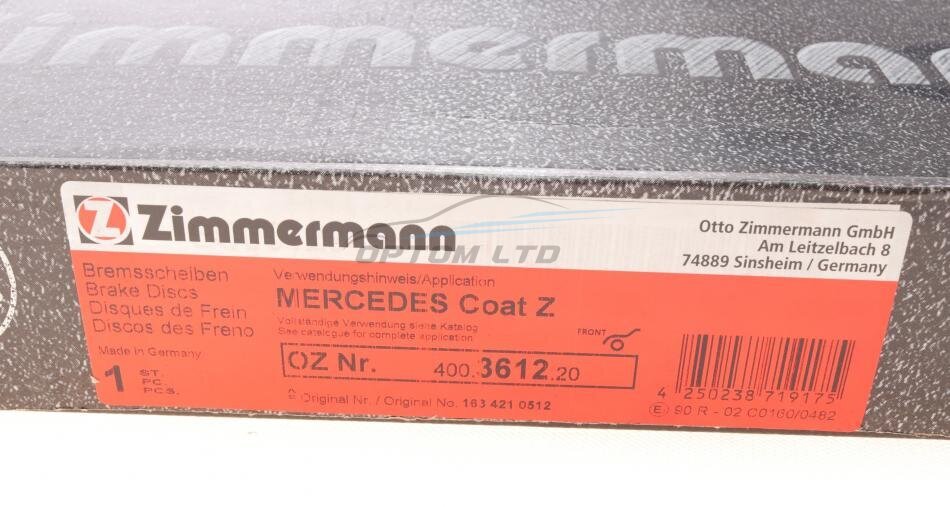 Zimmermann
Z Zimmermann
Otto Zimmermann GmbH
Am Leitzelbach 8
74889 Sinsheim / Germany
OPTOM LTD
Bremsscheiben
Brake Discs
Disques de Frein
Discos des Freno
Made in Germany
1 ST.
PC.
PCS.
Verwendungshinweis/Application
MERCEDES Coat Z
Vollständige Verwendung siehe Katalog
See catalogue for complete application
FRONT
OZ Nr. 400.3612.20
Original Nr. / Original No. 163 421 0512
4 250238 719175
E 90 R - 02 C0160/0482